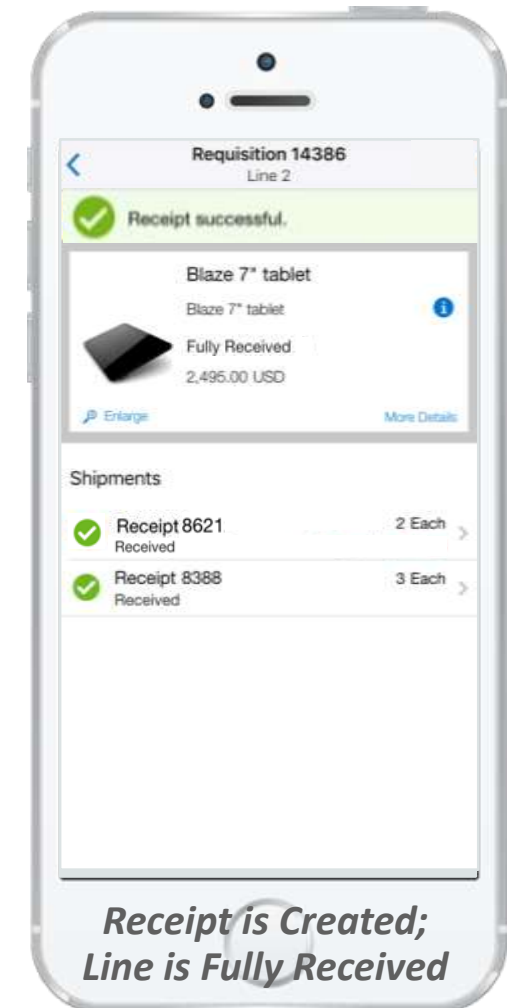 Requisition 14386
Line 2
Receipt successful.
Blaze 7" tablet
Blaze 7" tablet
Fully Received
2,495.00 USD
Enlarge
More Details
Shipments
Receipt 8621
2 Each
Received
Receipt 8388
3 Each
Received
Receipt is Created;
Line is Fully Received